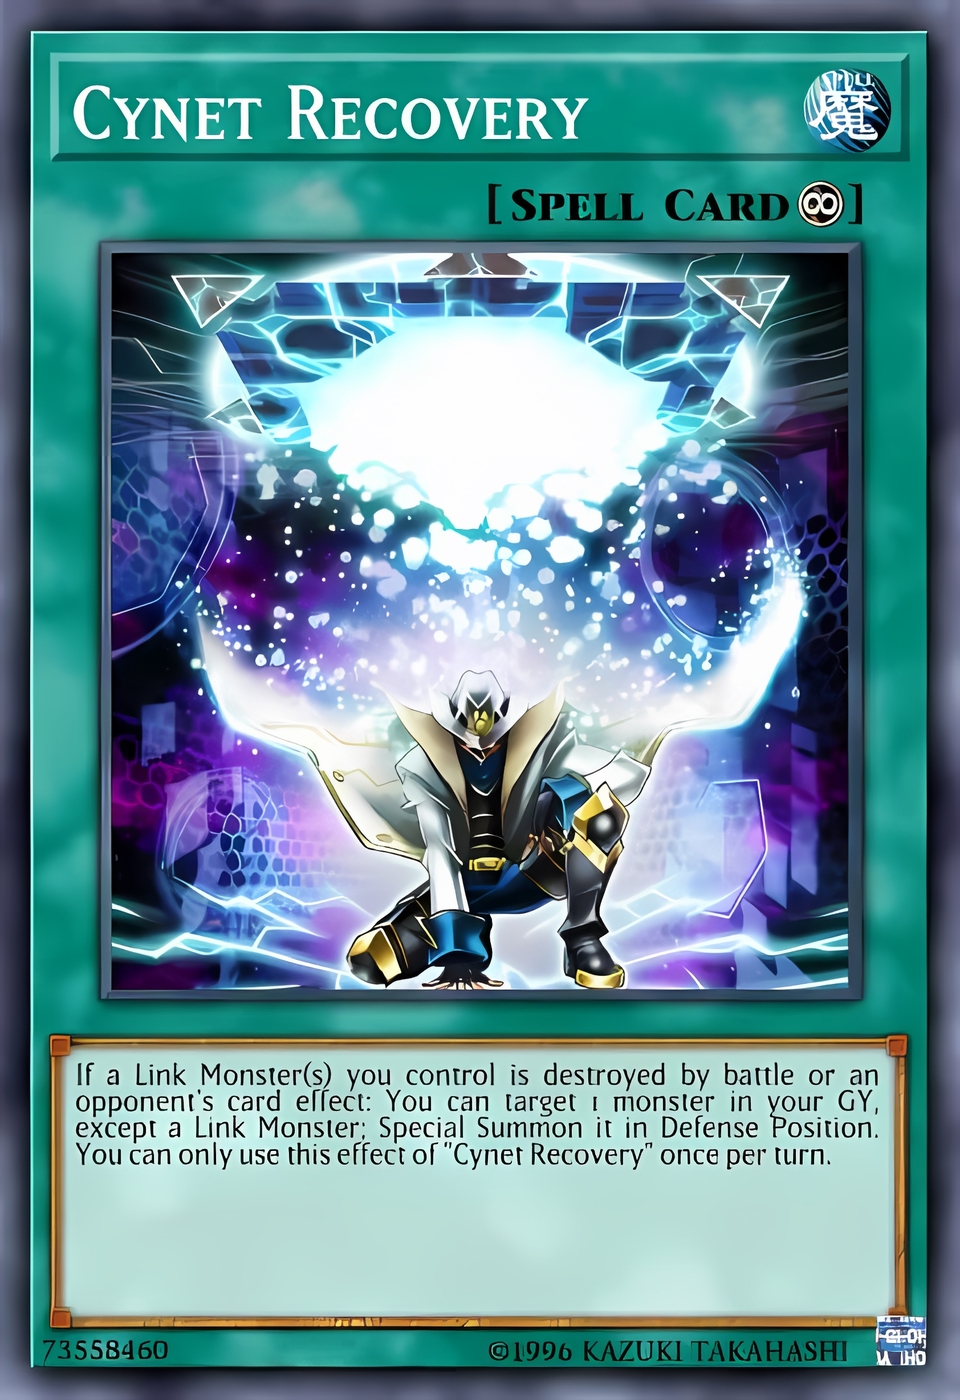 CYNET RECOVERY
魔
[SPELL CARD∞]
If a Link Monster(s) you control is destroyed by battle or an
opponent's card effect: You can target 1 monster in your GY,
except a Link Monster; Special Summon it in Defense Position.
You can only use this effect of "Cynet Recovery" once per turn.
73558460
©1996 KAZUKI TAKAHASHI